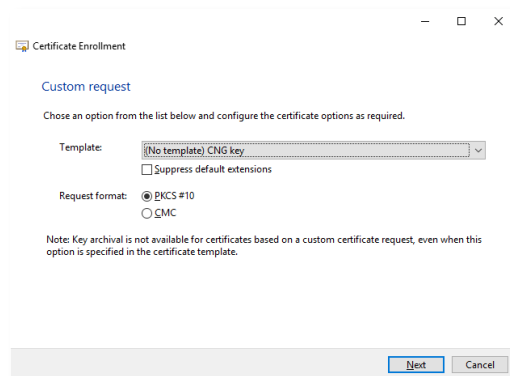 Certificate Enrollment
Custom request
Chose an option from the list below and configure the certificate options as required.
Template:
(No template) CNG key
Suppress default extensions
Request format:
PKCS #10
CMC
Note: Key archival is not available for certificates based on a custom certificate request, even when this
option is specified in the certificate template.
Next
Cancel